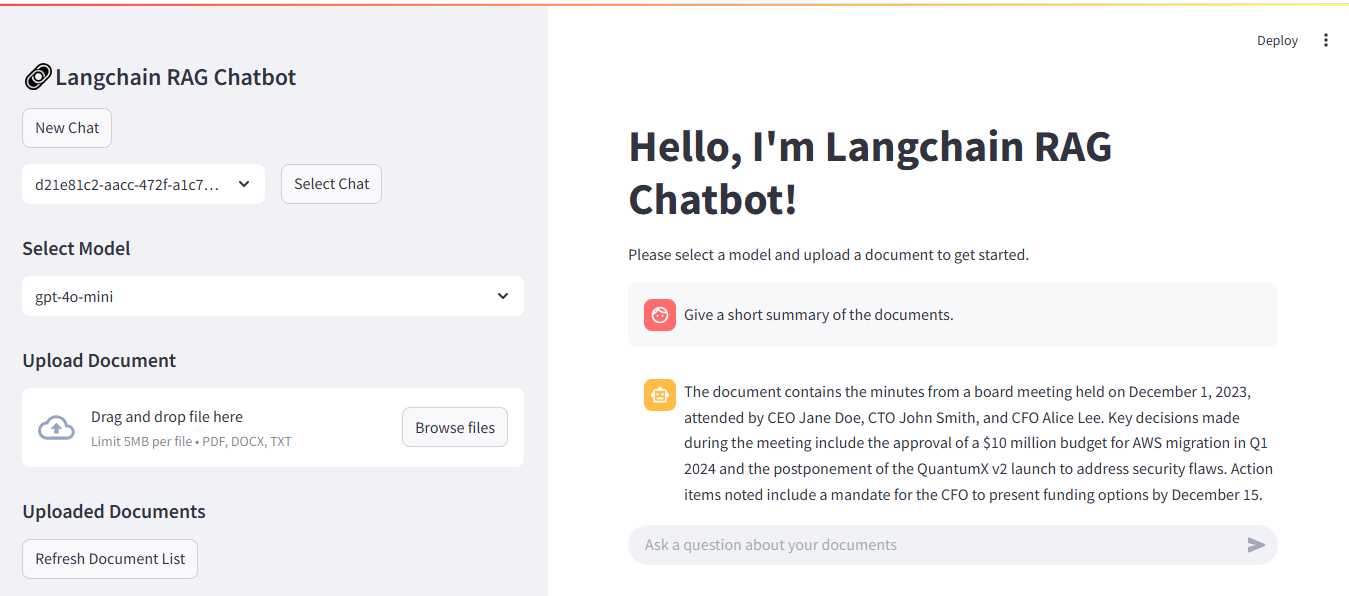 Deploy
Langchain RAG Chatbot
New Chat
d21e81c2-aacc-472f-a1c7...
Select Chat
Select Model
gpt-4o-mini
Upload Document
Drag and drop file here
Limit 5MB per file • PDF, DOCX, TXT
Browse files
Uploaded Documents
Refresh Document List
Hello, I'm Langchain RAG
Chatbot!
Please select a model and upload a document to get started.
Give a short summary of the documents.
The document contains the minutes from a board meeting held on December 1, 2023,
attended by CEO Jane Doe, CTO John Smith, and CFO Alice Lee. Key decisions made
during the meeting include the approval of a $10 million budget for AWS migration in Q1
2024 and the postponement of the QuantumX v2 launch to address security flaws. Action
items noted include a mandate for the CFO to present funding options by December 15.
Ask a question about your documents